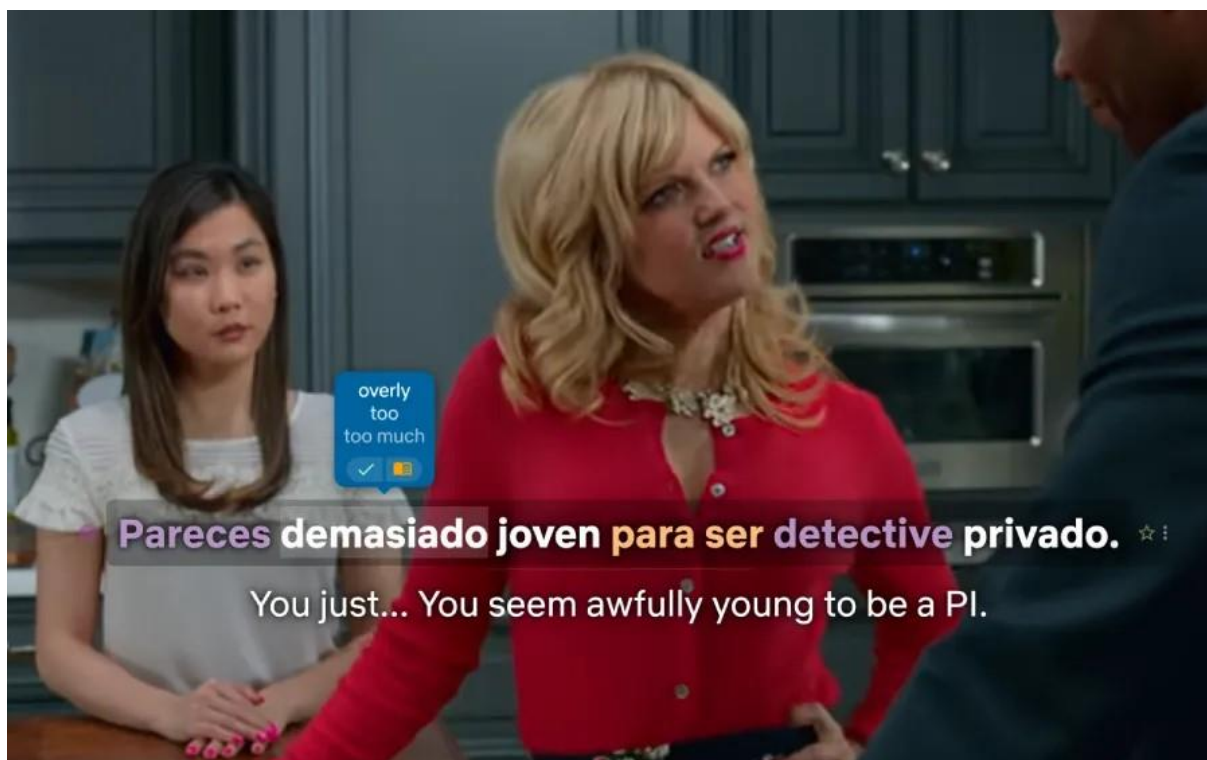 overly
too
too much
Pareces demasiado joven para ser detective privado.
You just... You seem awfully young to be a PI.